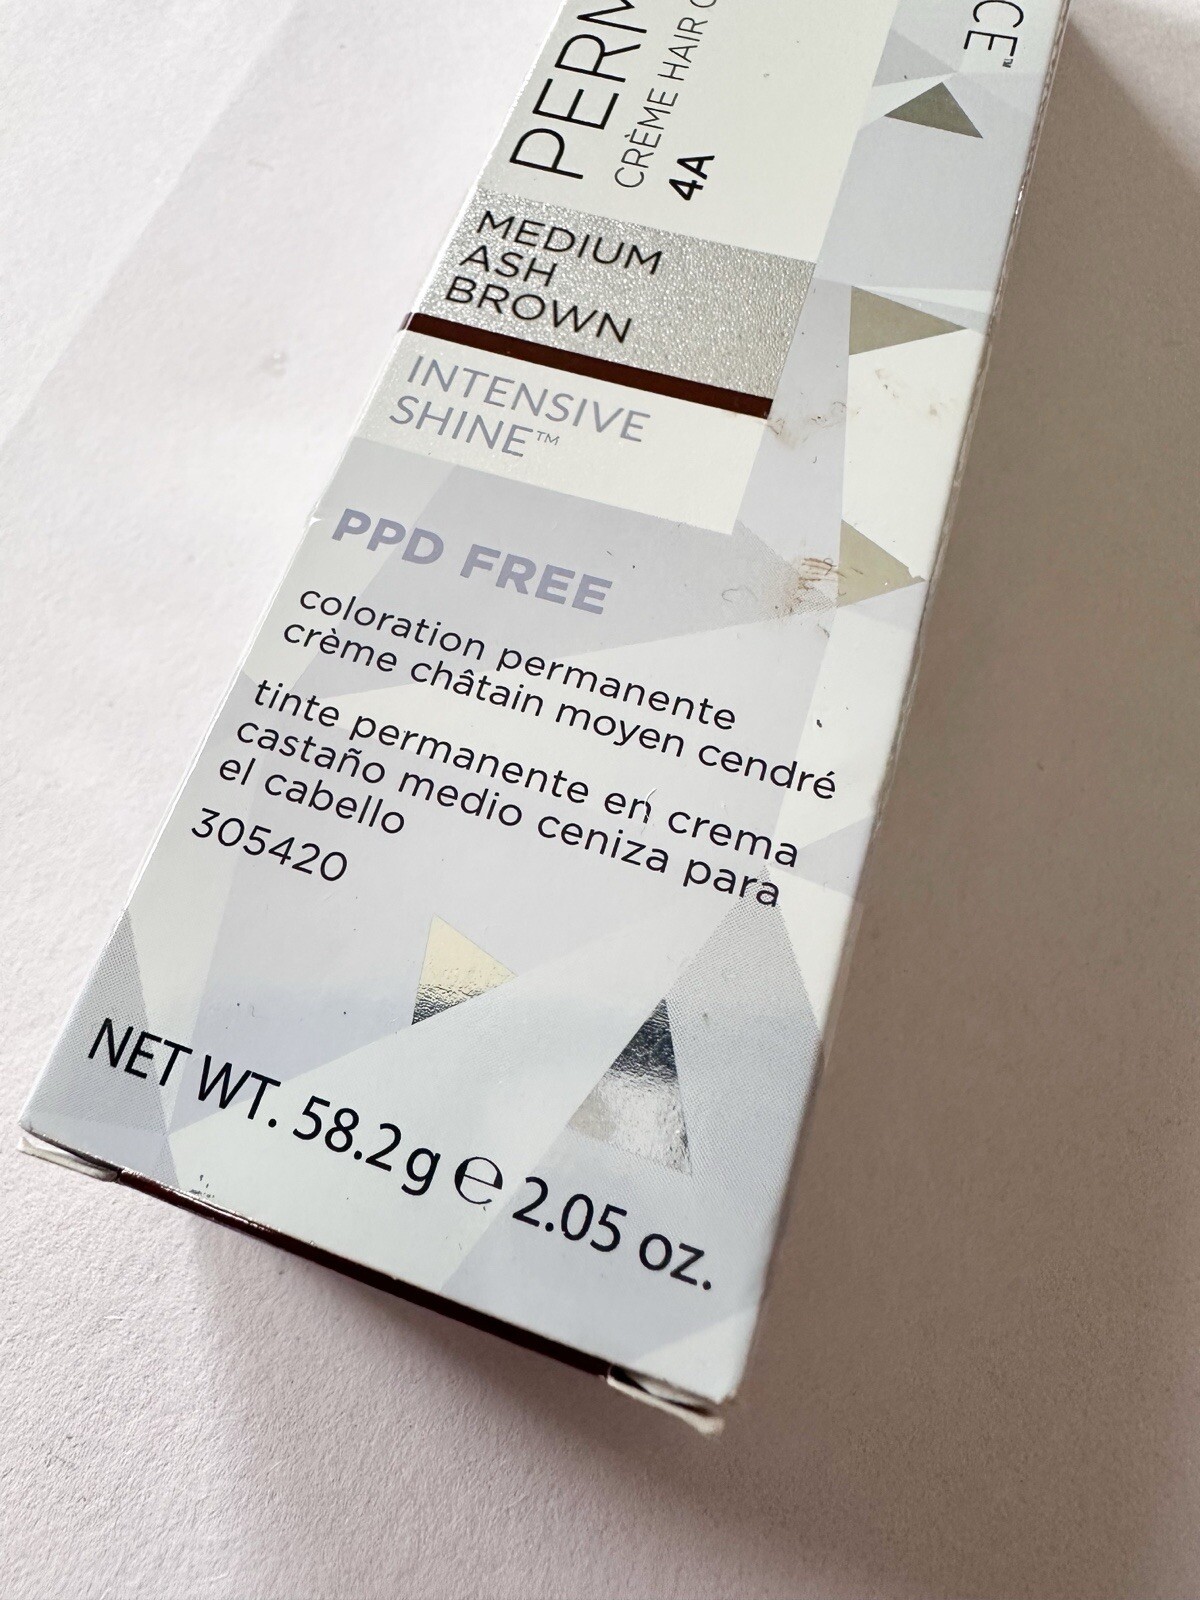 PERM
CRÈME HAIR
4A
MEDIUM
ASH
BROWN
INTENSIVE
SHINE™
PPD FREE
coloration permanente
crème châtain moyen cendré
tinte permanente en crema
castaño medio ceniza para
el cabello
305420
NET WT. 58.2g ℮ 2.05 oz.
CE™